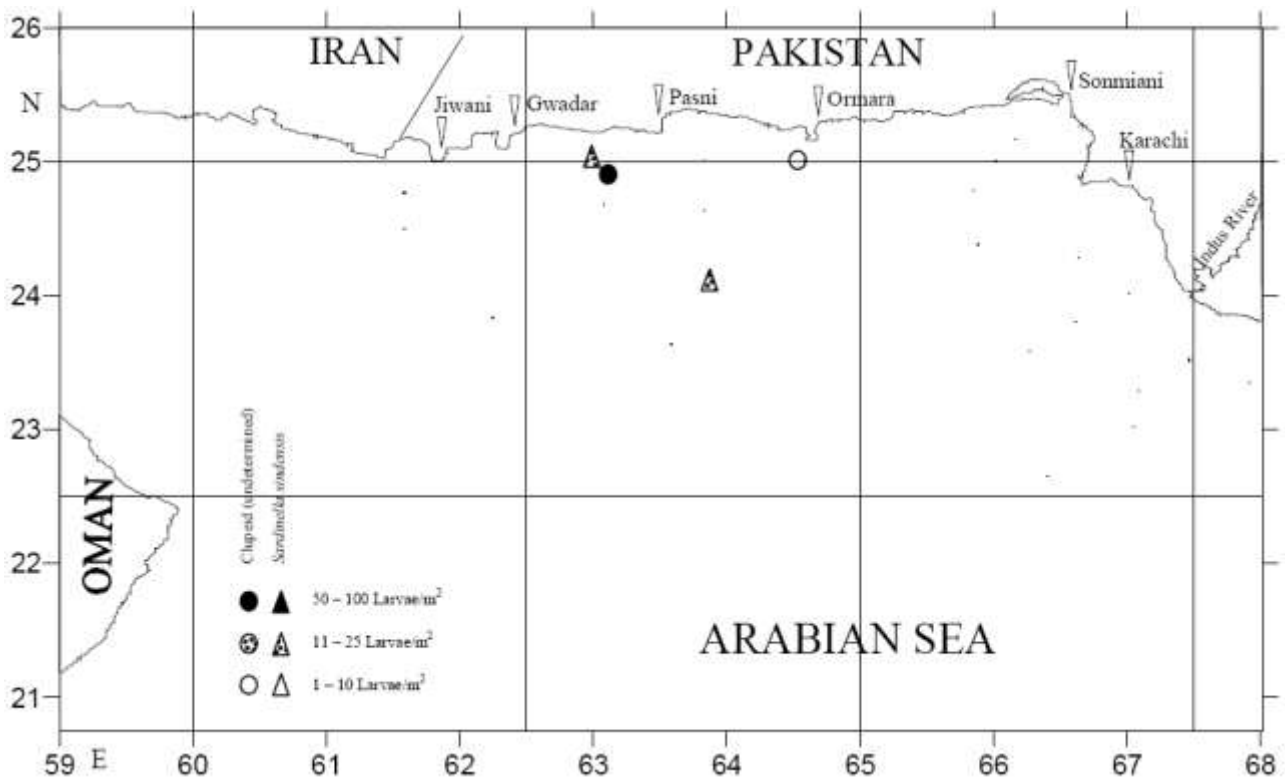 26
IRAN
PAKISTAN
Sonmiani
N
Jiwani
Gwadar
Pasni
Ormara
Karachi
25
Indus River
24
23
Clupeid (undetermined)
Sardinella sindensis
OMAN
22
50 – 100 Larvae/m²
11 – 25 Larvae/m²
ARABIAN SEA
1 – 10 Larvae/m²
21
59 E 60 61 62 63 64 65 66 67 68